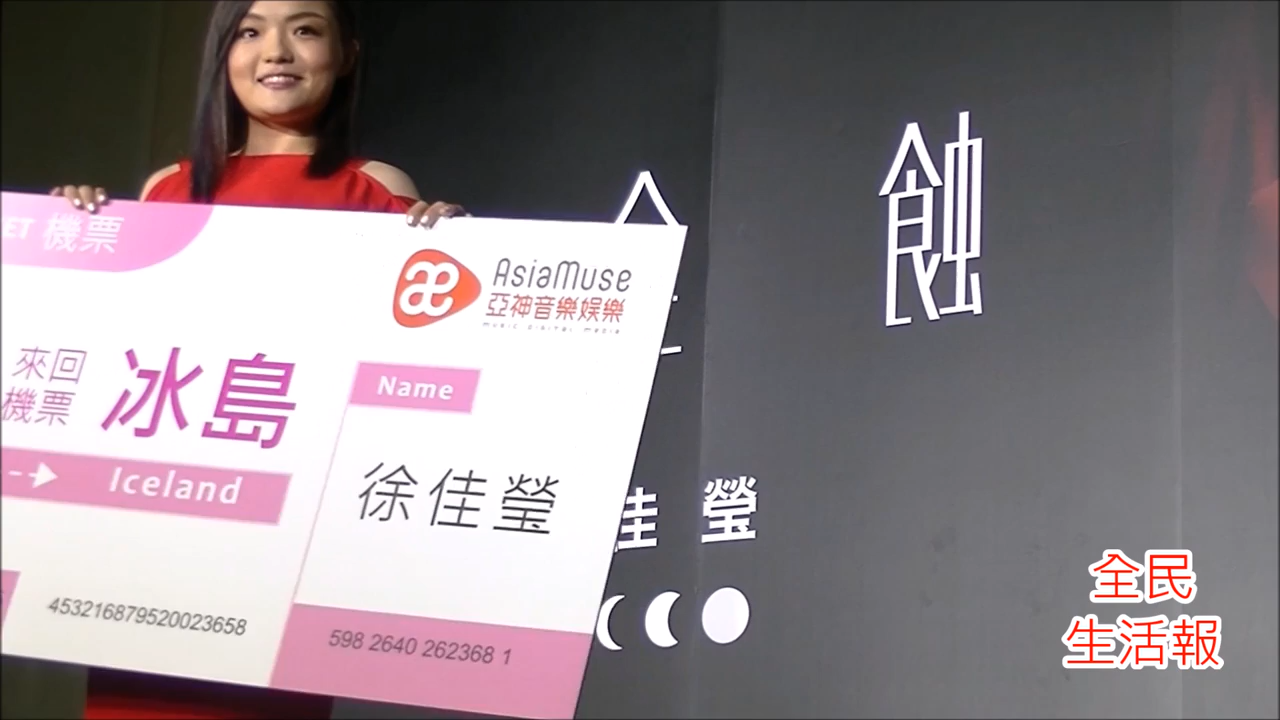 機票
AsiaMuse
亞神音樂娛樂
music digital media
來回
機票
冰島
Iceland
Name
徐佳瑩
453216879520023658
598 2640 262368 1
蝕
佳 瑩
全民
生活報